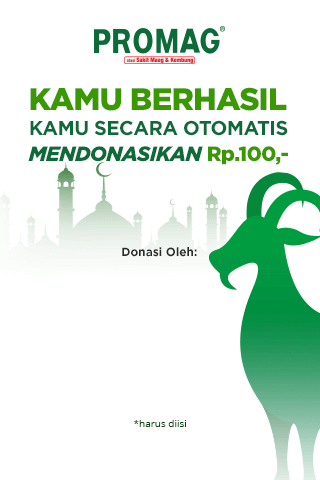 PROMAG®
obat Sakit Maag & Kembung
KAMU BERHASIL
KAMU SECARA OTOMATIS
MENDONASIKAN Rp.100,-
Donasi Oleh:
*harus diisi